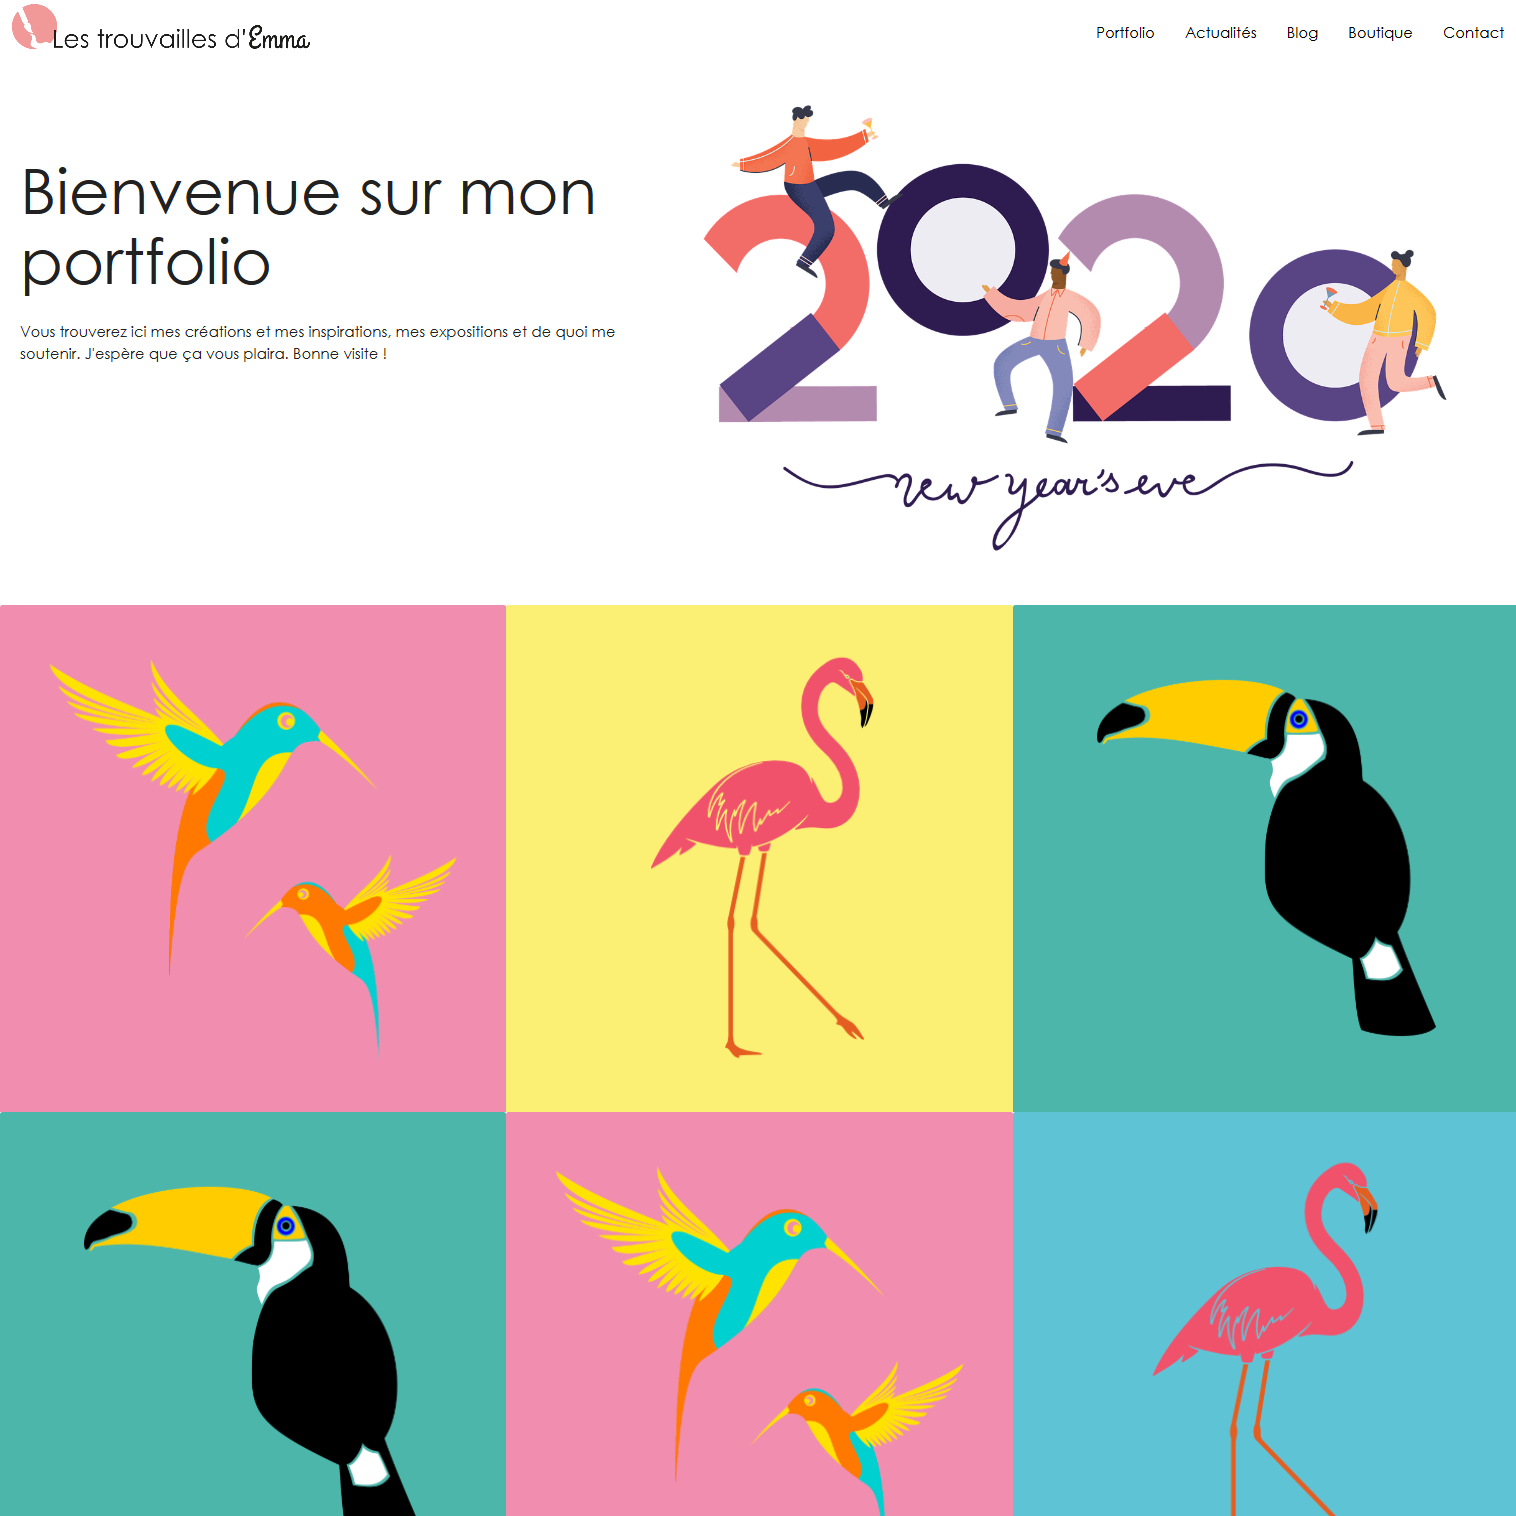 Les trouvailles d'Emma
Portfolio Actualités Blog Boutique Contact
Bienvenue sur mon
portfolio
Vous trouverez ici mes créations et mes inspirations, mes expositions et de quoi me
soutenir. J'espère que ça vous plaira. Bonne visite !
2020
new year's eve